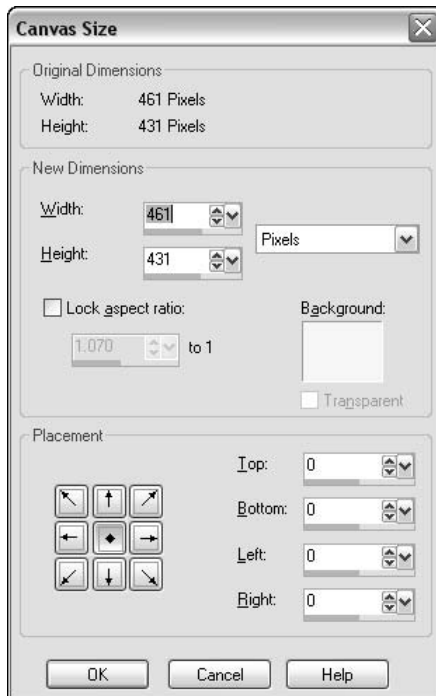 Canvas Size
Original Dimensions
Width: 461 Pixels
Height: 431 Pixels
New Dimensions
Width: 461
Pixels
Height: 431
Lock aspect ratio:
Background:
1.070 to 1
Transparent
Placement
Top: 0
Bottom: 0
Left: 0
Right: 0
OK Cancel Help